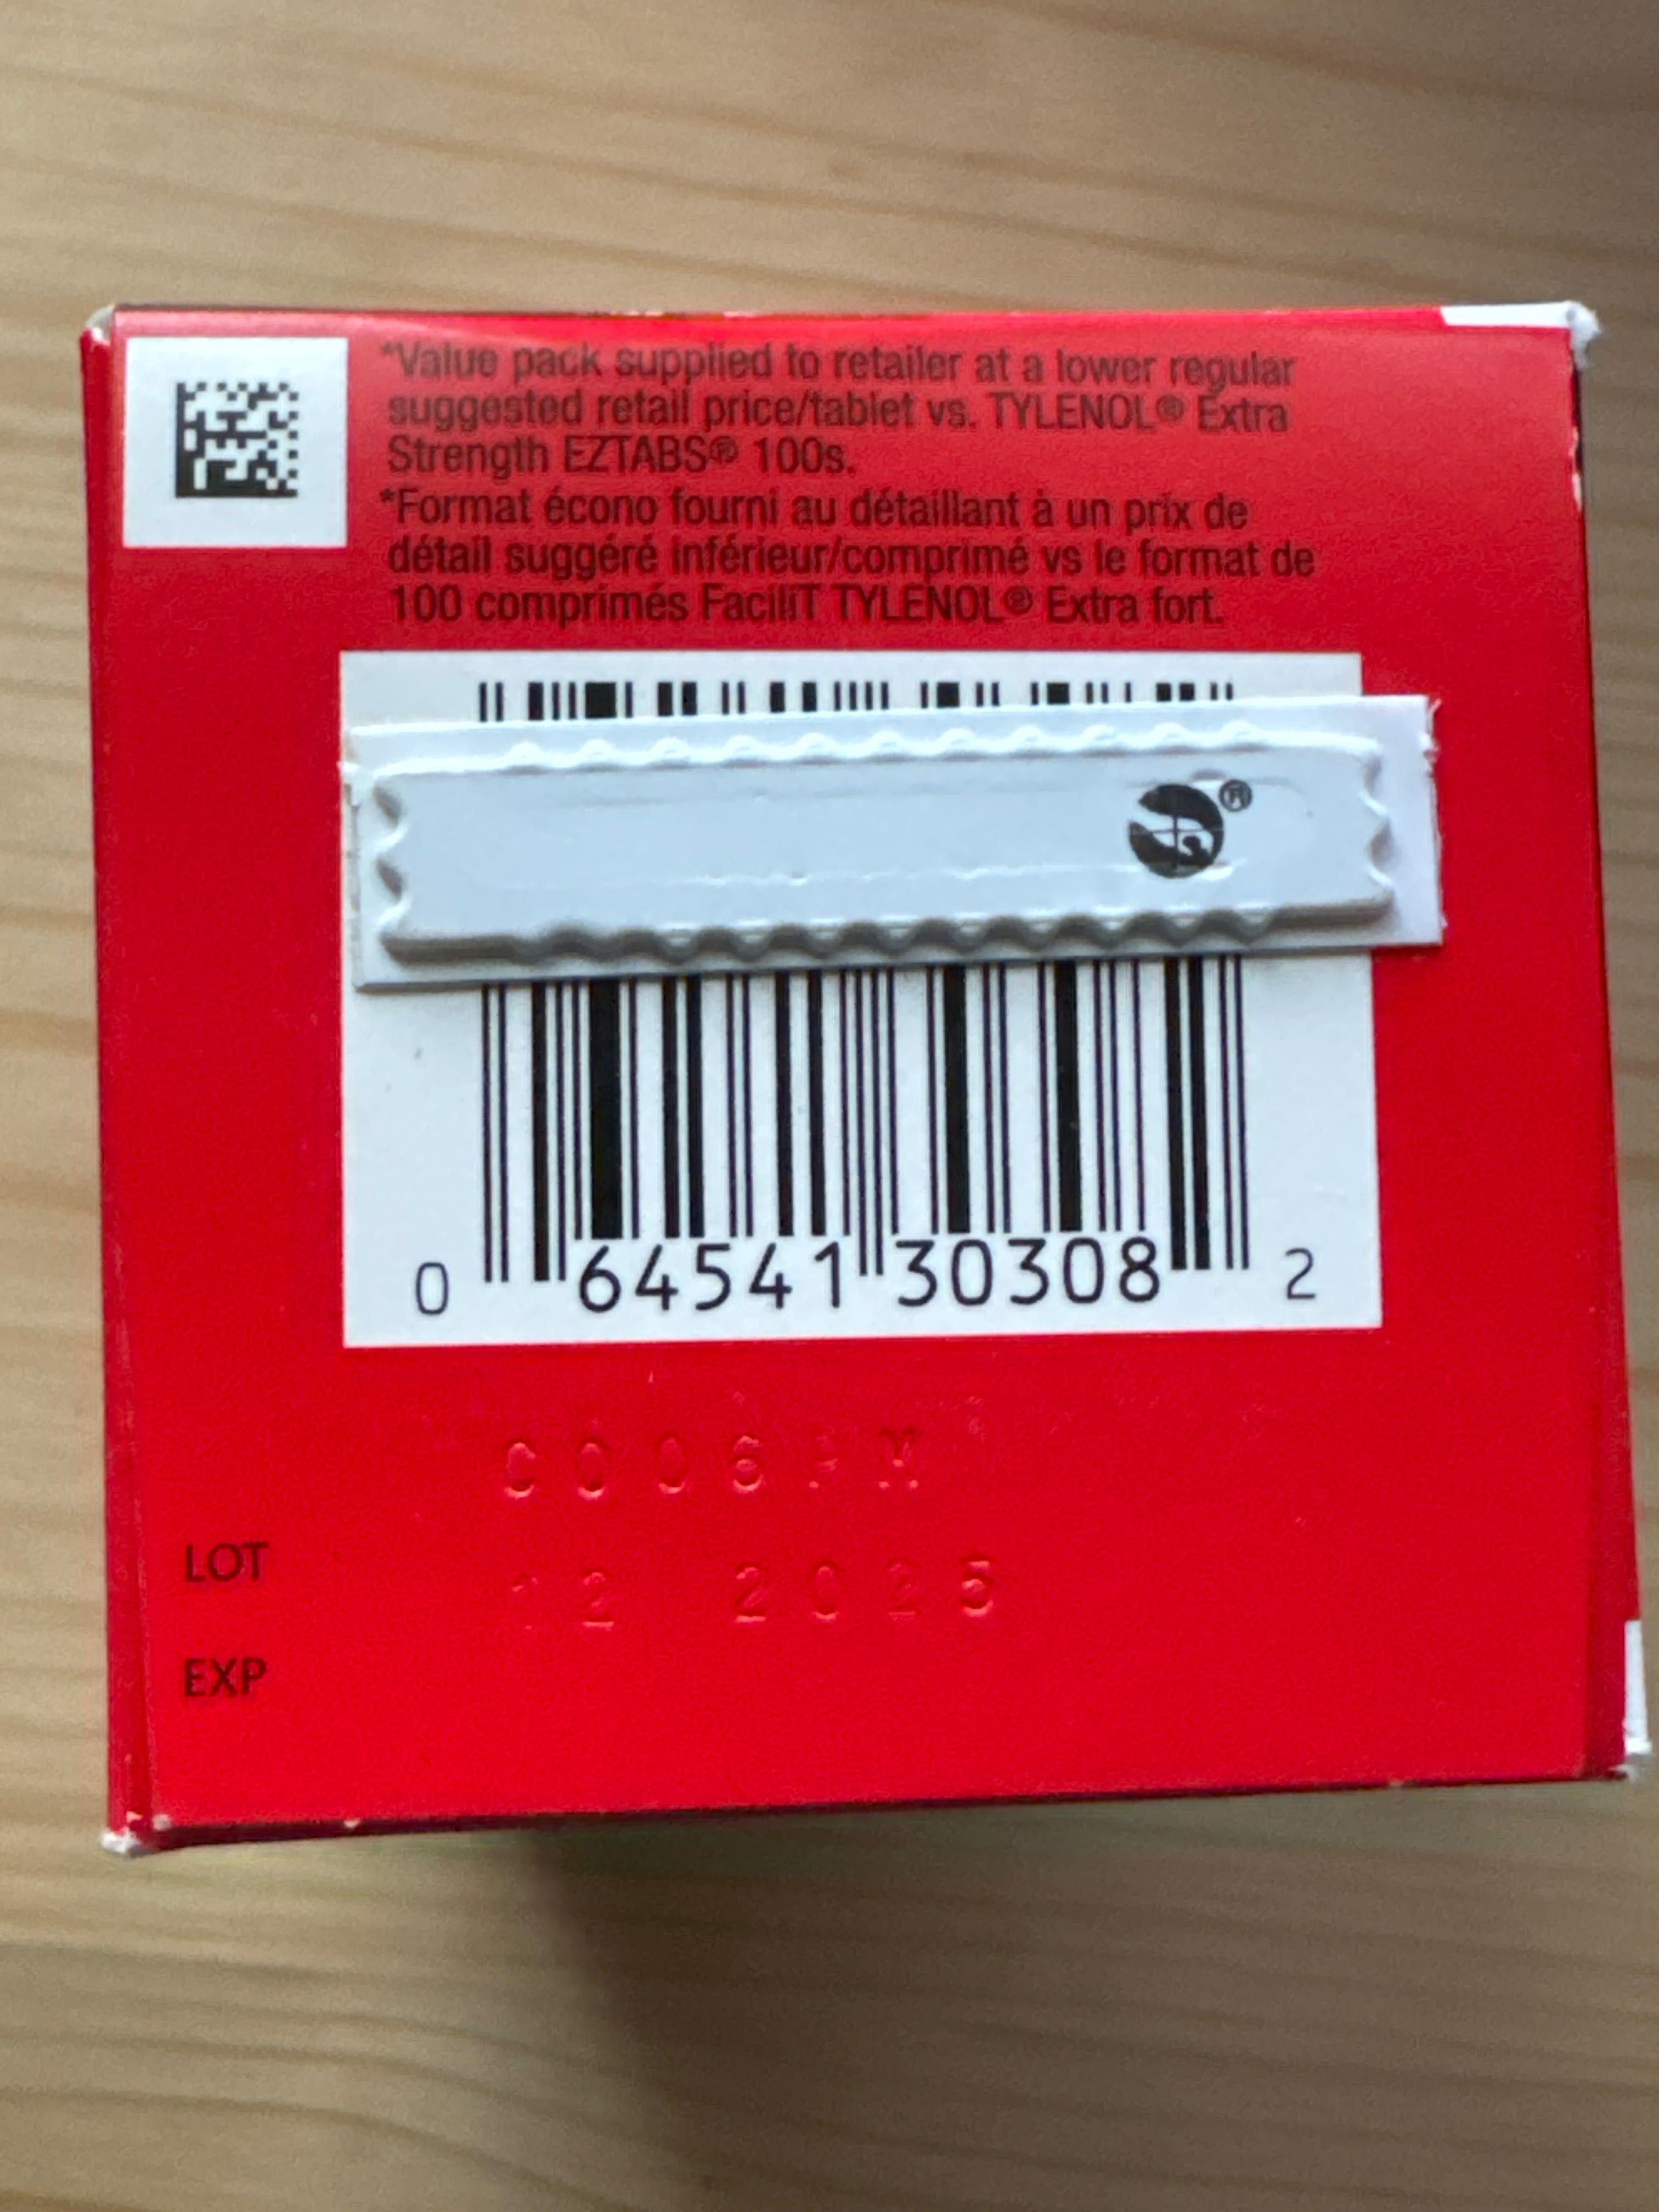 *Value pack supplied to retailer at a lower regular
suggested retail price/tablet vs. TYLENOL® Extra
Strength EZTABS® 100s.
*Format écono fourni au détaillant à un prix de
détail suggéré inférieur/comprimé vs le format de
100 comprimés FaciliT TYLENOL® Extra fort.
®
0 64541 30308 2
LOT
12 2025
EXP